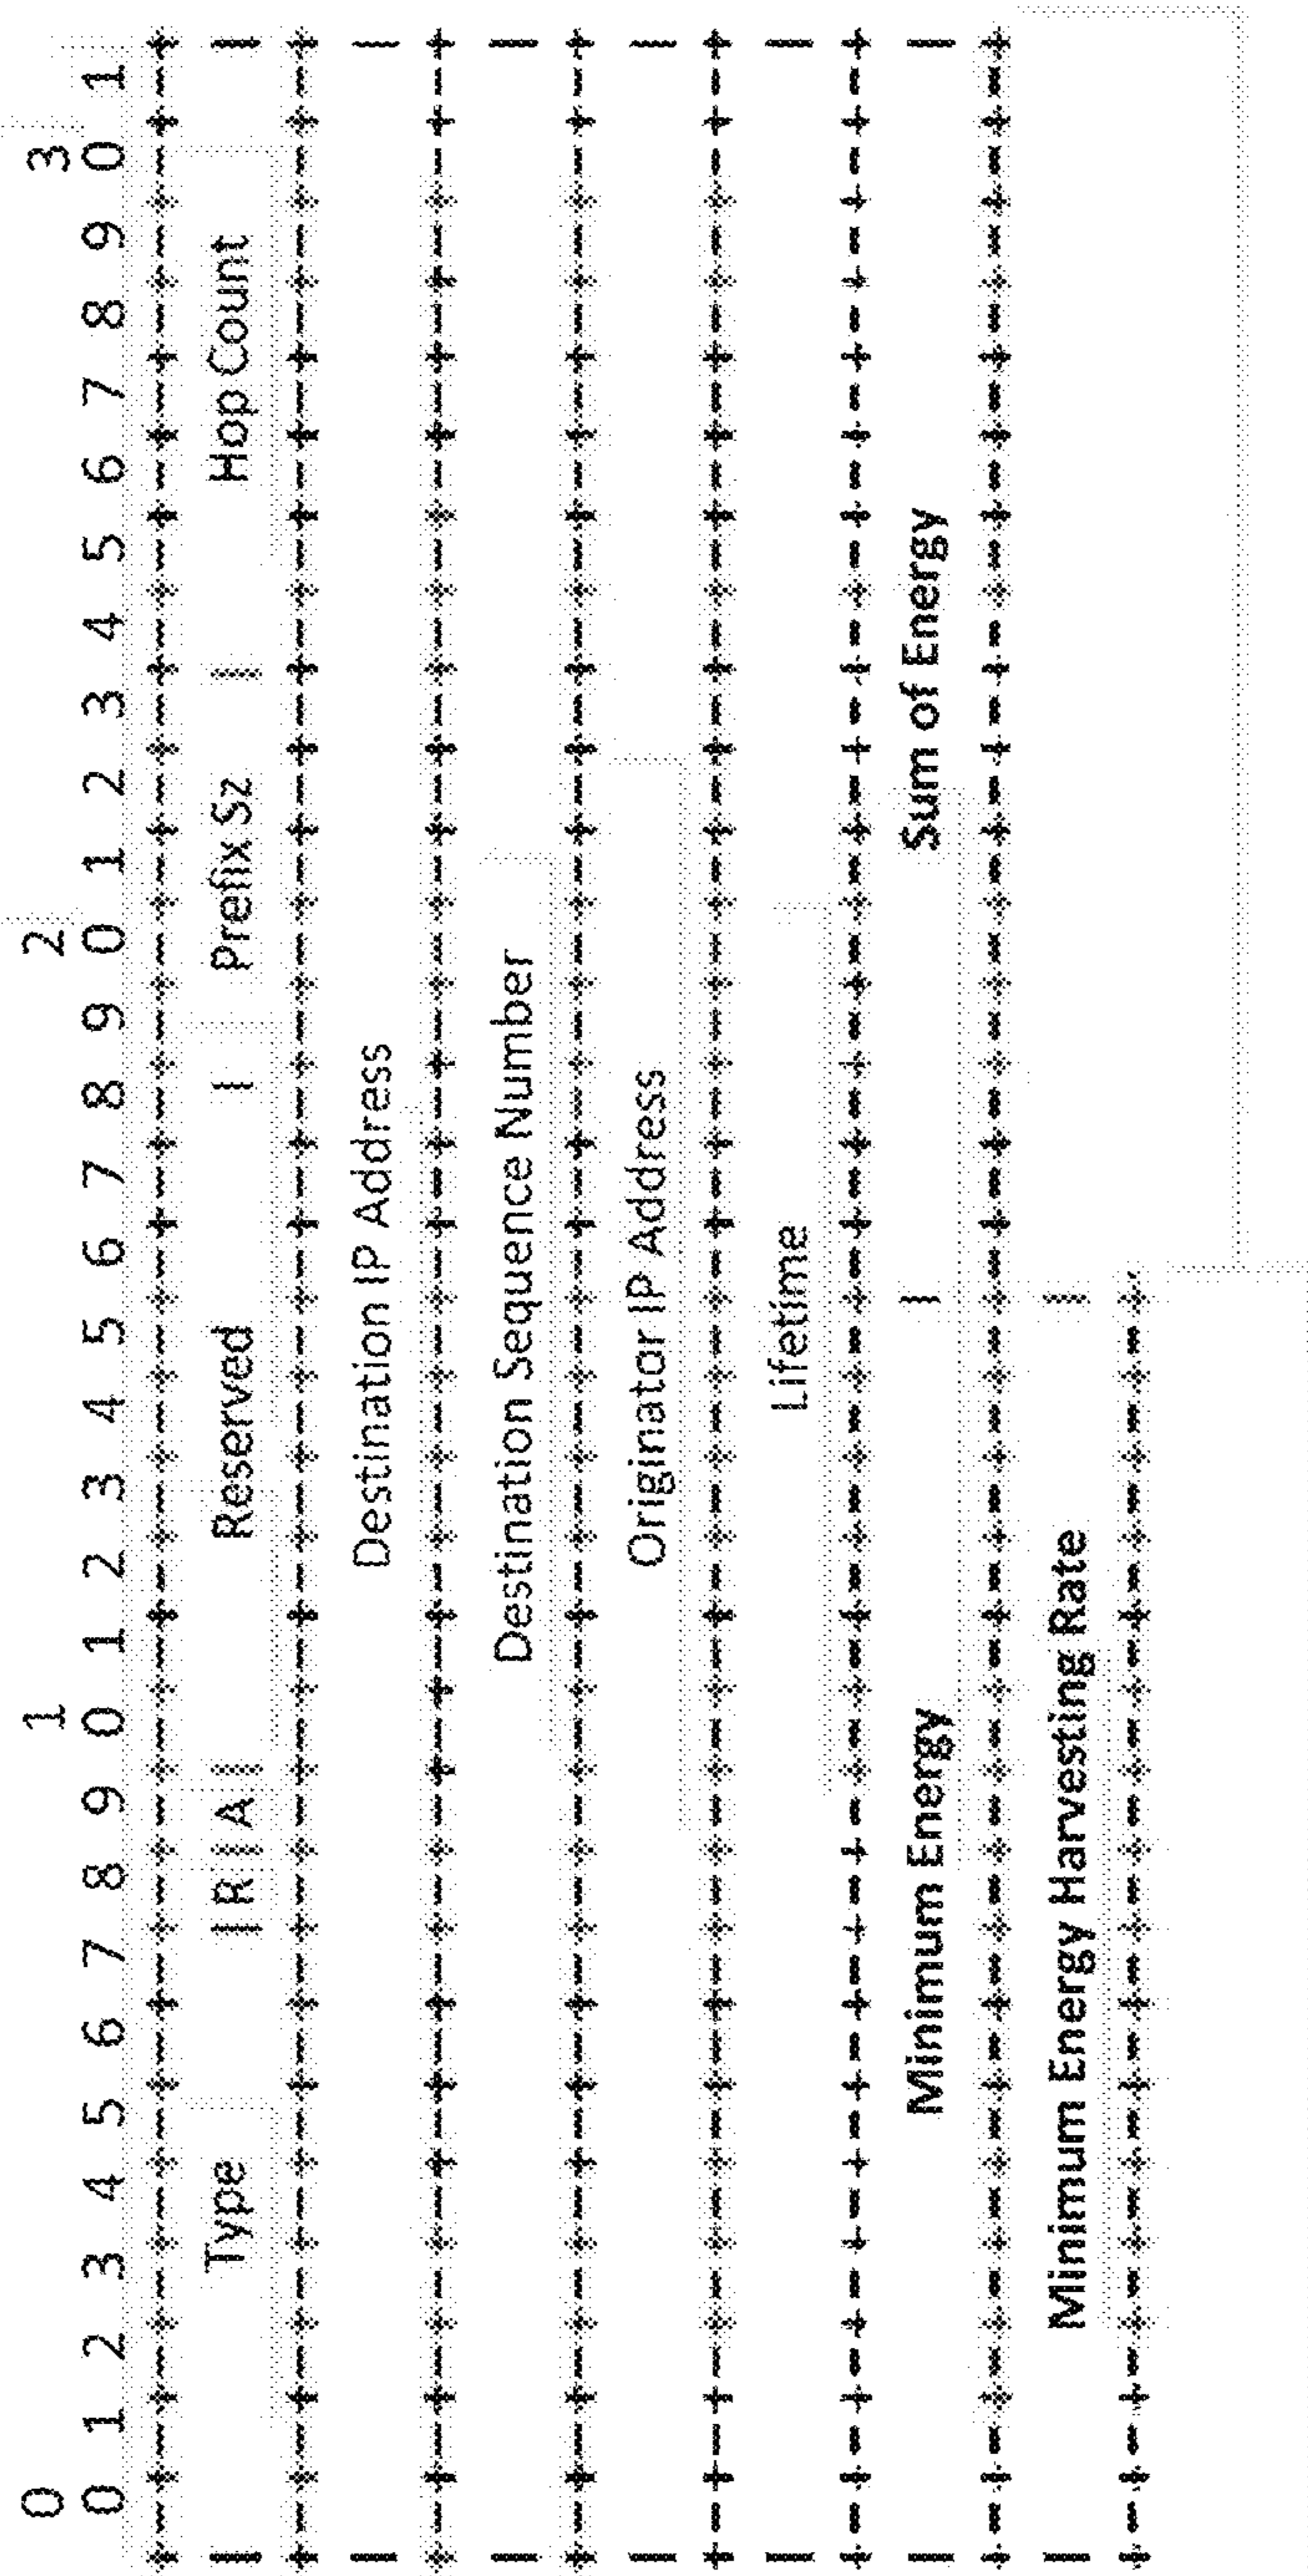 0 1 2 3
0 1 2 3 4 5 6 7 8 9 0 1 2 3 4 5 6 7 8 9 0 1 2 3 4 5 6 7 8 9 0 1
+-+-+-+-+-+-+-+-+-+-+-+-+-+-+-+-+-+-+-+-+-+-+-+-+-+-+-+-+-+-+-+-+
| Type |R|A| Reserved | Prefix Sz | Hop Count |
+-+-+-+-+-+-+-+-+-+-+-+-+-+-+-+-+-+-+-+-+-+-+-+-+-+-+-+-+-+-+-+-+
| Destination IP Address |
+-+-+-+-+-+-+-+-+-+-+-+-+-+-+-+-+-+-+-+-+-+-+-+-+-+-+-+-+-+-+-+-+
| Destination Sequence Number |
+-+-+-+-+-+-+-+-+-+-+-+-+-+-+-+-+-+-+-+-+-+-+-+-+-+-+-+-+-+-+-+-+
| Originator IP Address |
+-+-+-+-+-+-+-+-+-+-+-+-+-+-+-+-+-+-+-+-+-+-+-+-+-+-+-+-+-+-+-+-+
| Lifetime |
+-+-+-+-+-+-+-+-+-+-+-+-+-+-+-+-+-+-+-+-+-+-+-+-+-+-+-+-+-+-+-+-+
| Minimum Energy | Sum of Energy |
+-+-+-+-+-+-+-+-+-+-+-+-+-+-+-+-+-+-+-+-+-+-+-+-+-+-+-+-+-+-+-+-+
| Minimum Energy Harvesting Rate |
+-+-+-+-+-+-+-+-+-+-+-+-+-+-+-+-+